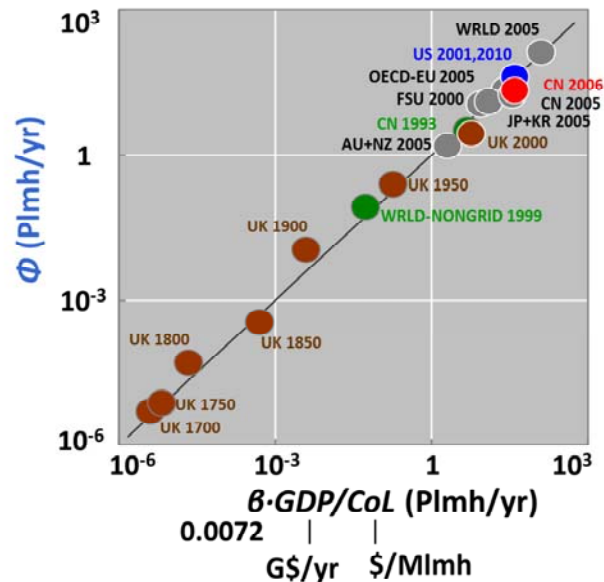 10³
WRLD 2005
US 2001,2010
OECD-EU 2005
CN 2006
FSU 2000
CN 2005
CN 1993
JP+KR 2005
AU+NZ 2005
UK 2000
1
UK 1950
WRLD-NONGRID 1999
UK 1900
Φ (Plmh/yr)
10⁻³
UK 1850
UK 1800
UK 1750
UK 1700
10⁻⁶
10⁻⁶ 10⁻³ 1 10³
β·GDP/CoL (Plmh/yr)
0.0072
G$/yr $/Mlmh